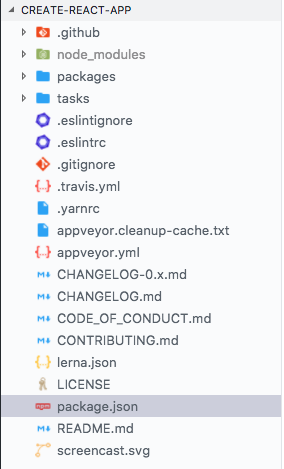 CREATE-REACT-APP
.github
node_modules
packages
tasks
.eslintignore
.eslintrc
.gitignore
.travis.yml
.yarnrc
appveyor.cleanup-cache.txt
appveyor.yml
CHANGELOG-0.x.md
CHANGELOG.md
CODE_OF_CONDUCT.md
CONTRIBUTING.md
lerna.json
LICENSE
package.json
README.md
screencast.svg